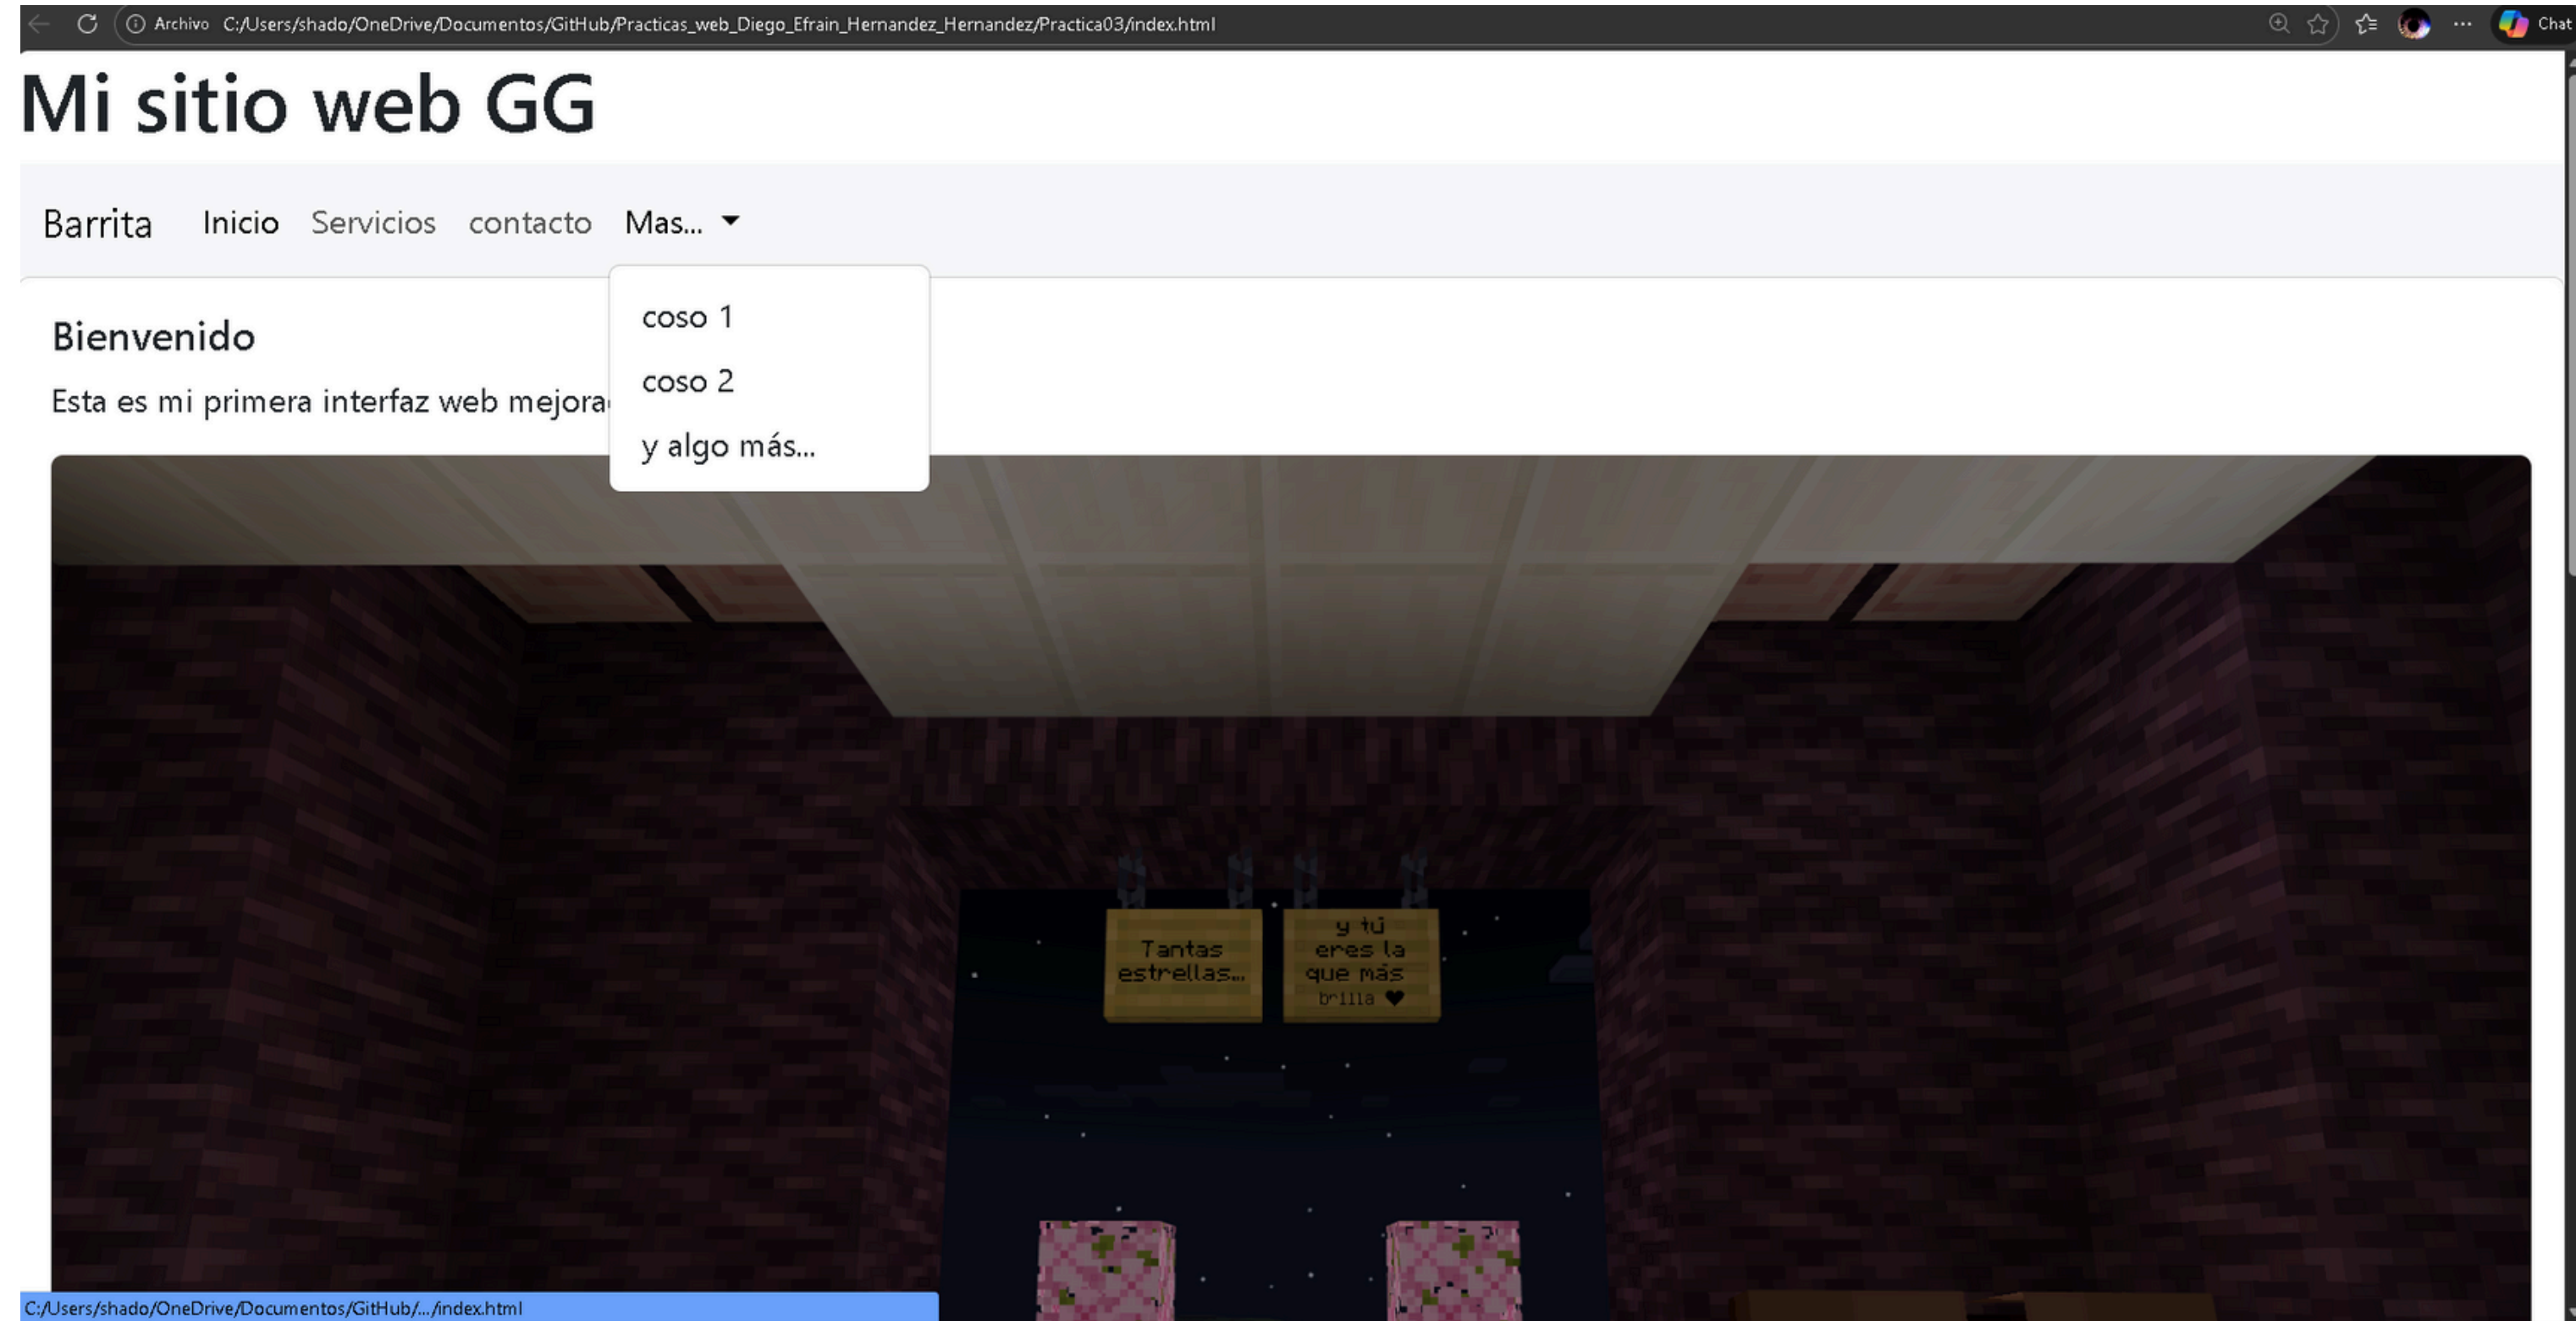 Archivo C:/Users/shado/OneDrive/Documentos/GitHub/Practicas_web_Diego_Efrain_Hernandez_Hernandez/Practica03/index.html
Chat
Mi sitio web GG
Barrita Inicio Servicios contacto Mas...
coso 1
coso 2
y algo más...
Bienvenido
Esta es mi primera interfaz web
Tantas
estrellas...
y tú
eres la
que más
brilla ♥
C:/Users/shado/OneDrive/Documentos/GitHub/.../index.html